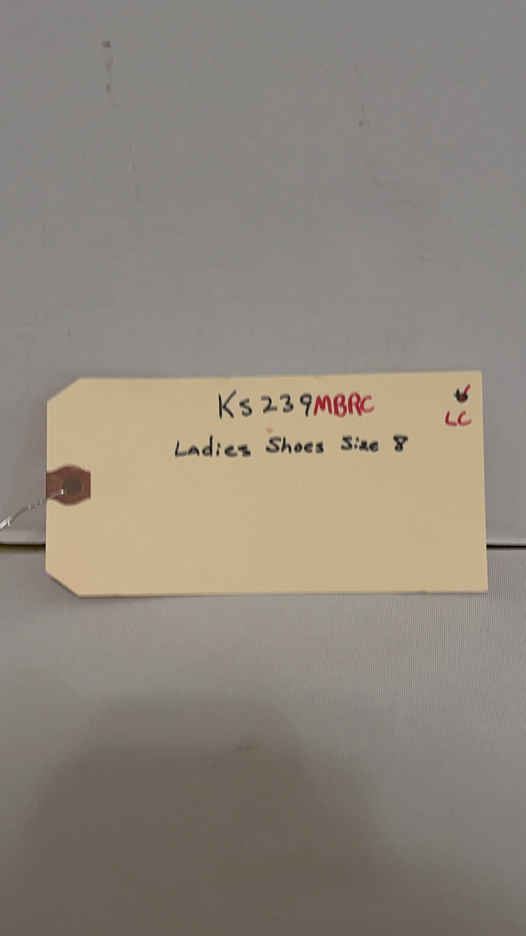 Ks239MBRC
LC
Ladies Shoes Size 8